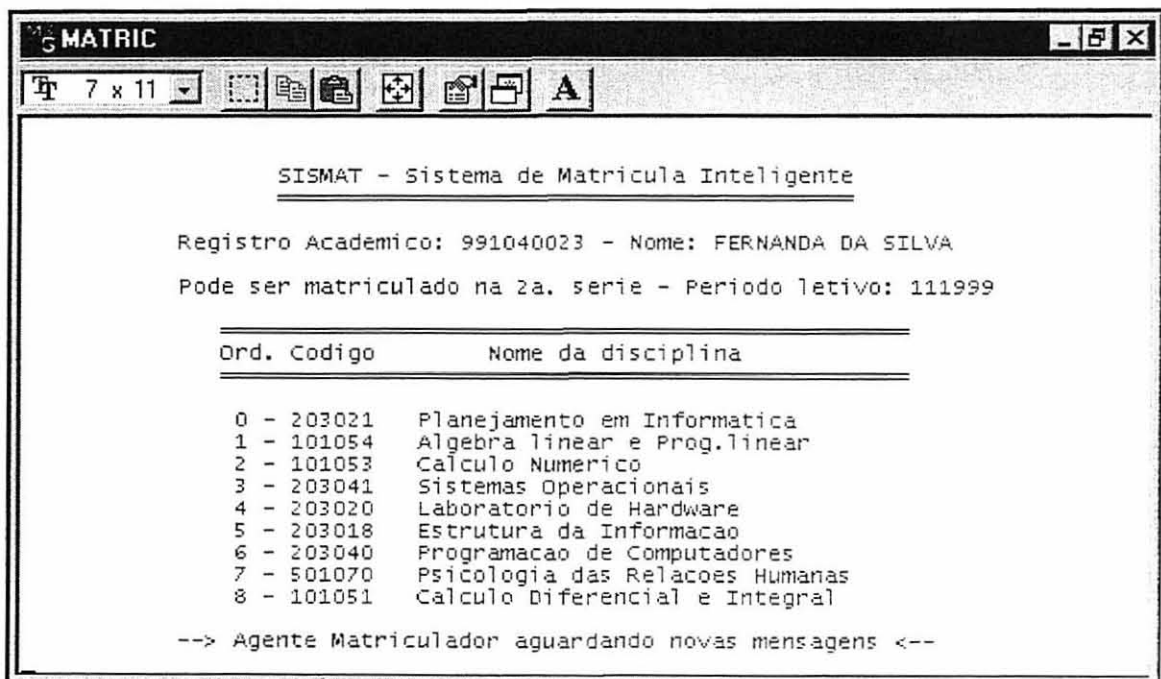 MATRIC
7 x 11
A
SISMAT - Sistema de Matricula Inteligente
Registro Academico: 991040023 - Nome: FERNANDA DA SILVA
Pode ser matriculado na 2a. serie - Periodo letivo: 111999
Ord. Codigo Nome da disciplina
0 - 203021 Planejamento em Informatica
1 - 101054 Algebra linear e Prog.linear
2 - 101053 Calculo Numerico
3 - 203041 Sistemas Operacionais
4 - 203020 Laboratorio de Hardware
5 - 203018 Estrutura da Informacao
6 - 203040 Programacao de Computadores
7 - 501070 Psicologia das Relacoes Humanas
8 - 101051 Calculo Diferencial e Integral
--> Agente Matriculador aguardando novas mensagens <--